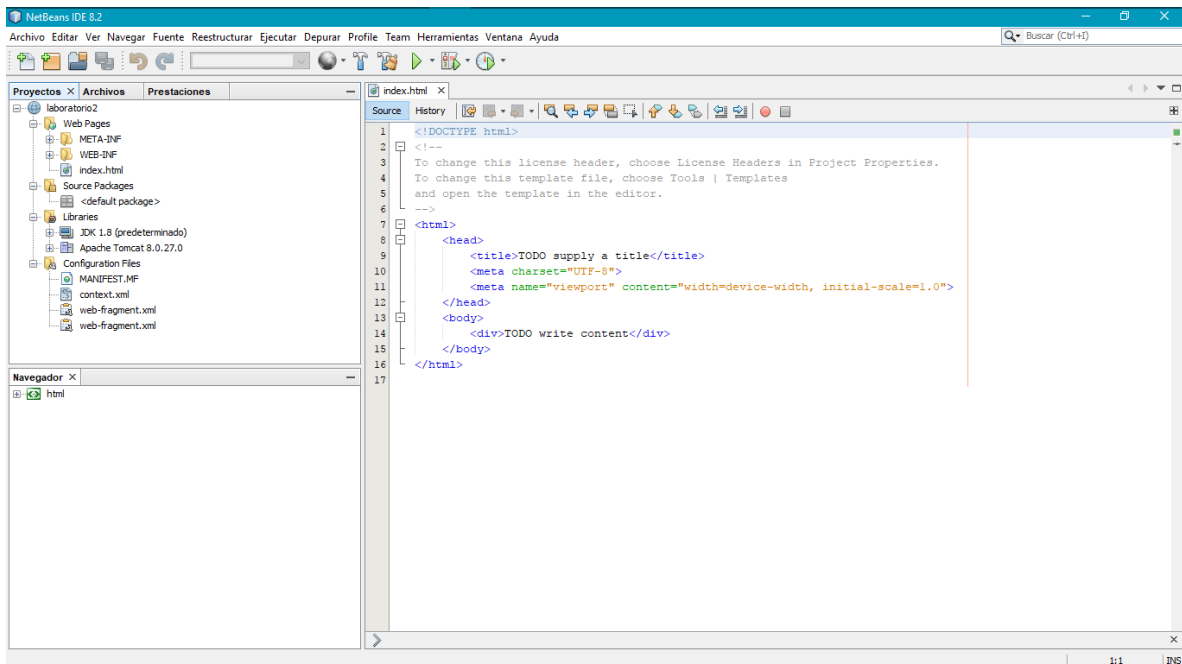 NetBeans IDE 8.2
Archivo Editar Ver Navegar Fuente Reestructurar Ejecutar Depurar Profile Team Herramientas Ventana Ayuda
Buscar (Ctrl+I)
Proyectos Archivos Prestaciones
laboratorio2
Web Pages
META-INF
WEB-INF
index.html
Source Packages
<default package>
Libraries
JDK 1.8 (predeterminado)
Apache Tomcat 8.0.27.0
Configuration Files
MANIFEST.MF
context.xml
web-fragment.xml
web-fragment.xml
Navegador
html
index.html
Source History
1 <!DOCTYPE html>
2 <!--
3 To change this license header, choose License Headers in Project Properties.
4 To change this template file, choose Tools | Templates
5 and open the template in the editor.
6 -->
7 <html>
8 <head>
9 <title>TODO supply a title</title>
10 <meta charset="UTF-8">
11 <meta name="viewport" content="width=device-width, initial-scale=1.0">
12 </head>
13 <body>
14 <div>TODO write content</div>
15 </body>
16 </html>
17
1:1 INS